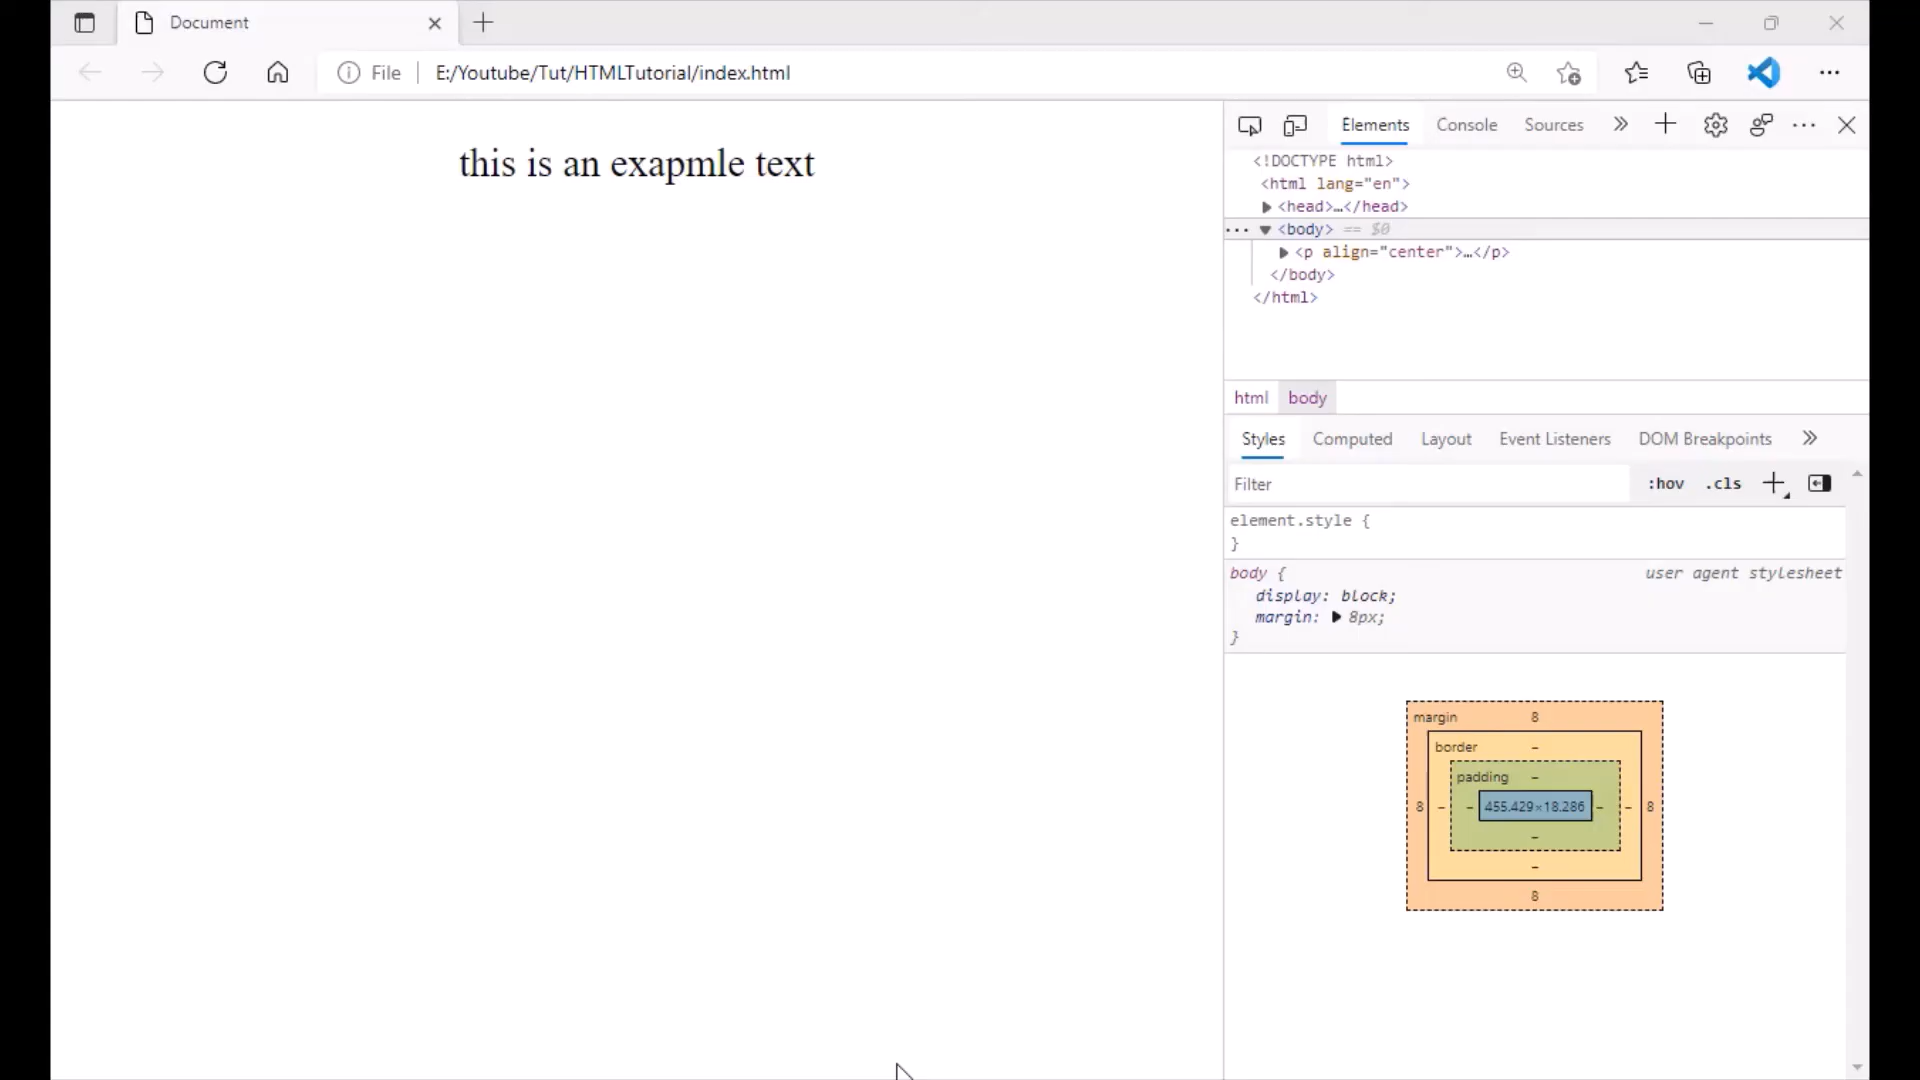 Document
File
E:/Youtube/Tut/HTMLTutorial/index.html
this is an exapmle text
Elements Console Sources
<!DOCTYPE html>
<html lang="en">
<head>…</head>
<body> == $0
<p align="center">…</p>
</body>
</html>
html body
Styles Computed Layout Event Listeners DOM Breakpoints
Filter :hov .cls
element.style {
}
body { user agent stylesheet
display: block;
margin: 8px;
}
margin 8
border –
padding –
8 – – 455.429×18.286 – – 8
–
–
8